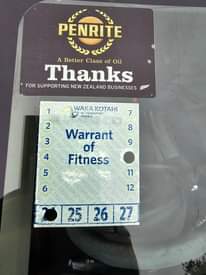 PENRITE
A Better Class of Oil
Thanks
FOR SUPPORTING NEW ZEALAND BUSINESSES
WAKA KOTAHI
1 7
2 8
3 9
4
5 11
6 12
Warrant
of
Fitness
25 26 27